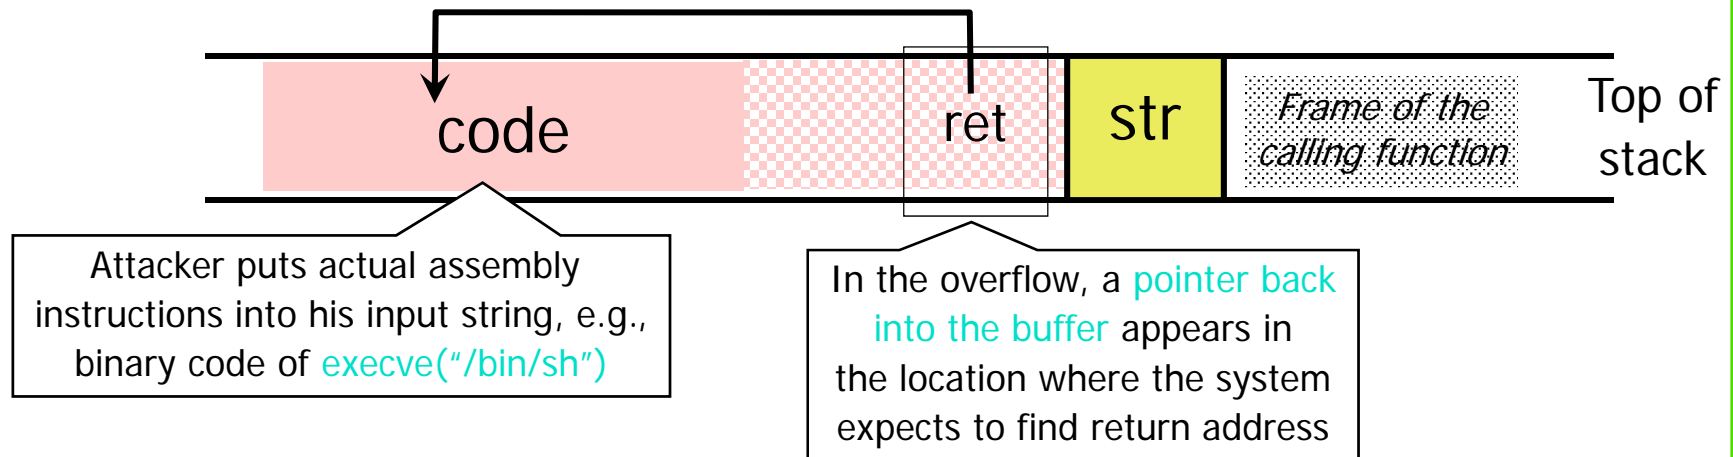 code
ret
str
Frame of the
calling function
Top of
stack
Attacker puts actual assembly
instructions into his input string, e.g.,
binary code of execve(“/bin/sh”)
In the overflow, a pointer back
into the buffer appears in
the location where the system
expects to find return address